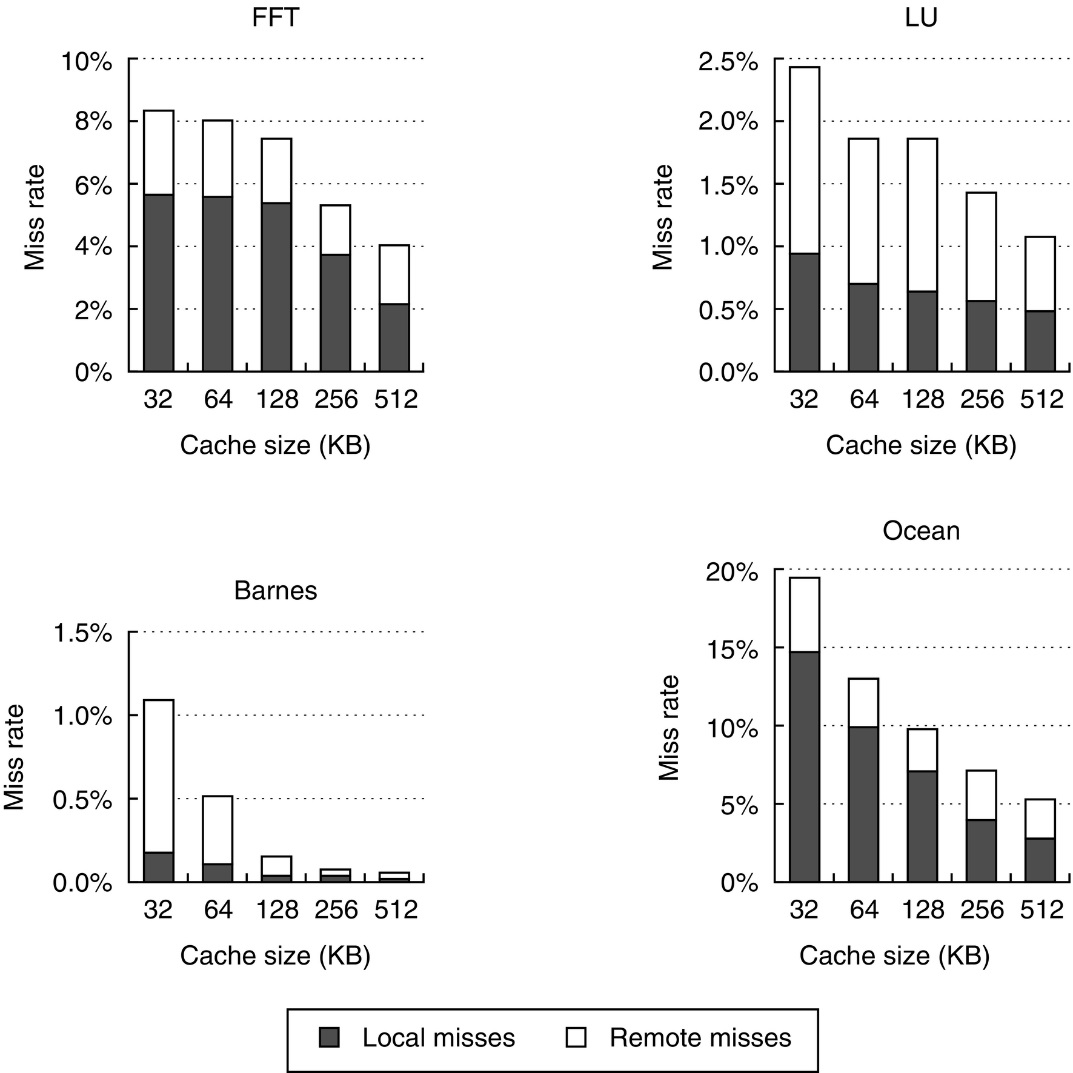 FFT
10%
8%
6%
4%
2%
0%
Miss rate
32 64 128 256 512
Cache size (KB)
LU
2.5%
2.0%
1.5%
1.0%
0.5%
0.0%
Miss rate
32 64 128 256 512
Cache size (KB)
Barnes
1.5%
1.0%
0.5%
0.0%
Miss rate
32 64 128 256 512
Cache size (KB)
Ocean
20%
15%
10%
5%
0%
Miss rate
32 64 128 256 512
Cache size (KB)
Local misses Remote misses